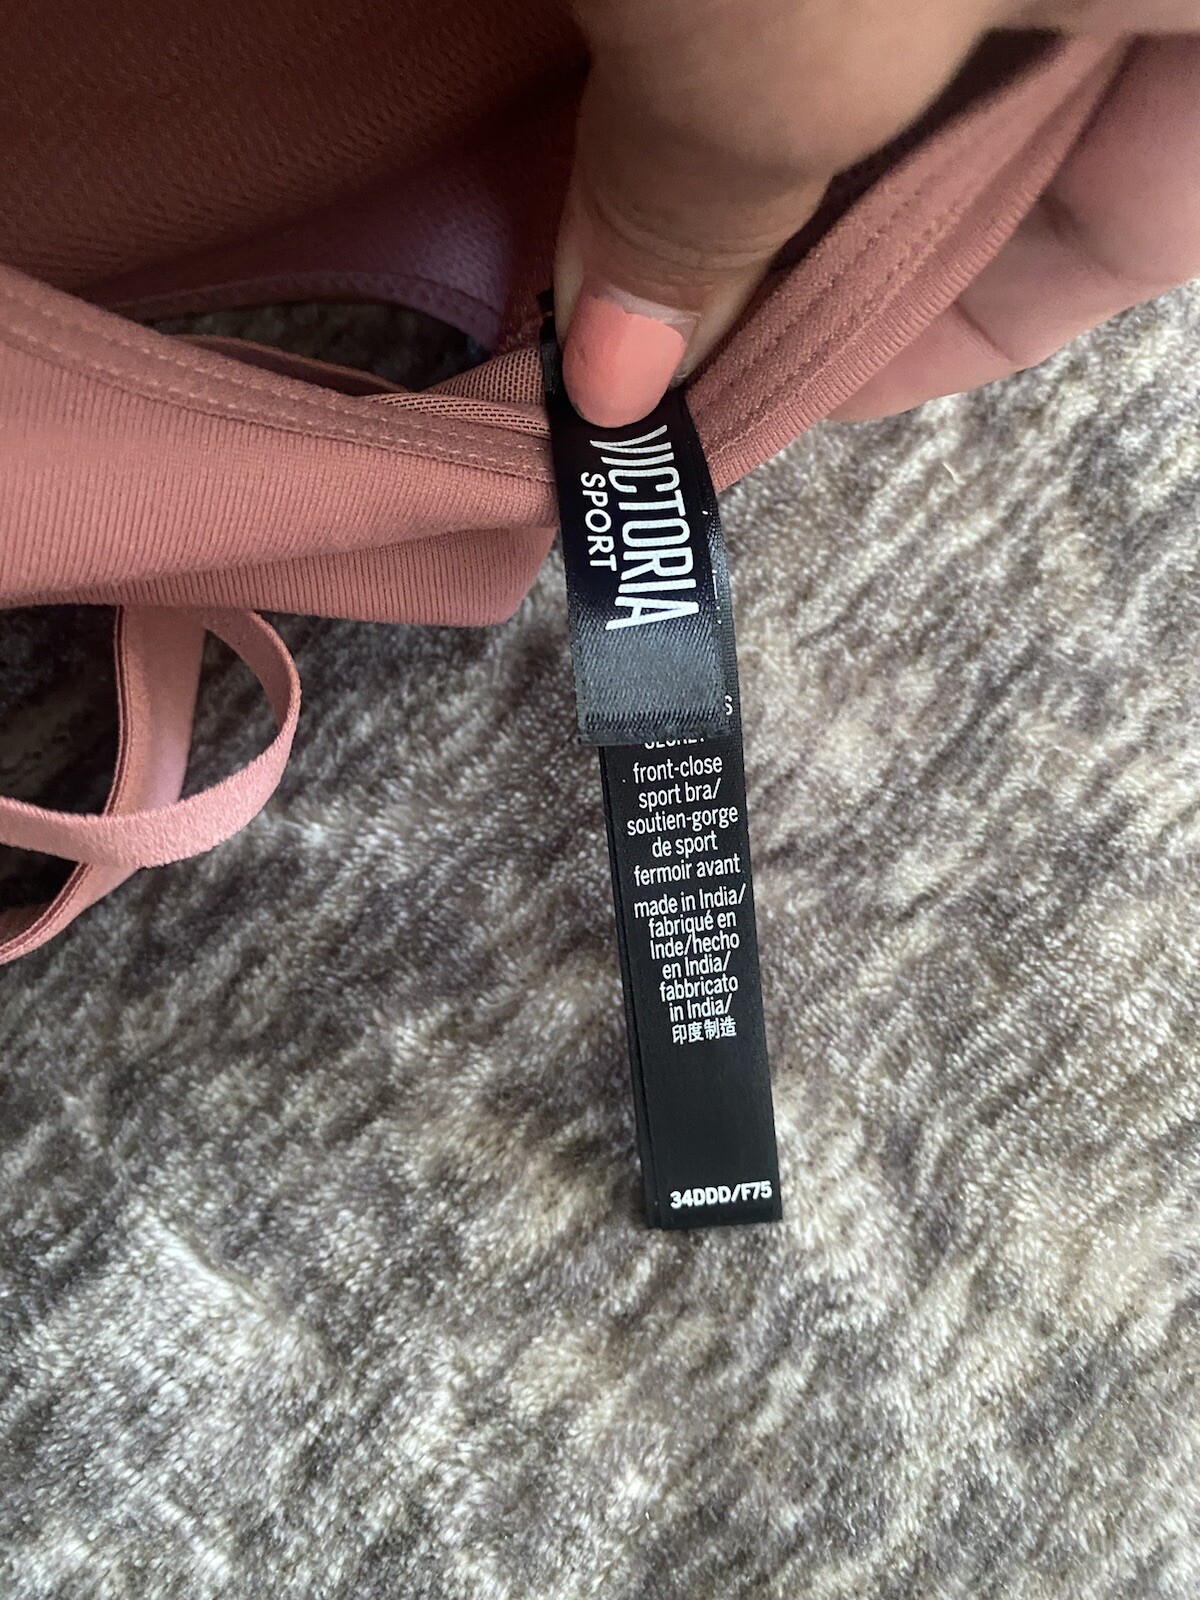 VICTORIA
SPORT
front-close
sport bra/
soutien-gorge
de sport
fermoir avant
made in India/
fabriqué en
Inde/hecho
en India/
fabbricato
in India/
印度制造
34DDD/F75